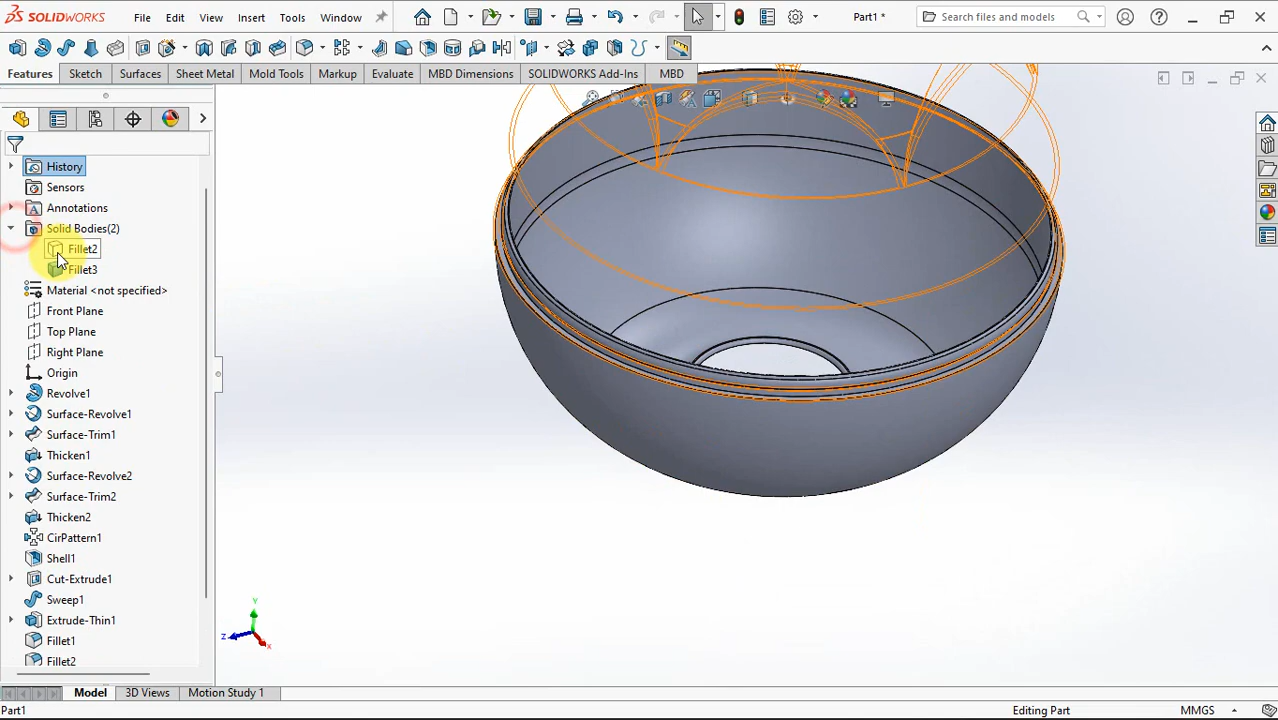 SOLIDWORKS File Edit View Insert Tools Window Part1 * Search files and models
Features Sketch Surfaces Sheet Metal Mold Tools Markup Evaluate MBD Dimensions SOLIDWORKS Add-Ins MBD
History
Sensors
A Annotations
Solid Bodies(2)
Fillet2
Fillet3
Material <not specified>
Front Plane
Top Plane
Right Plane
Origin
Revolve1
Surface-Revolve1
Surface-Trim1
Thicken1
Surface-Revolve2
Surface-Trim2
Thicken2
CirPattern1
Shell1
Cut-Extrude1
Sweep1
Extrude-Thin1
Fillet1
Fillet2
Y
Z
X
Model 3D Views Motion Study 1
Part1 Editing Part MMGS